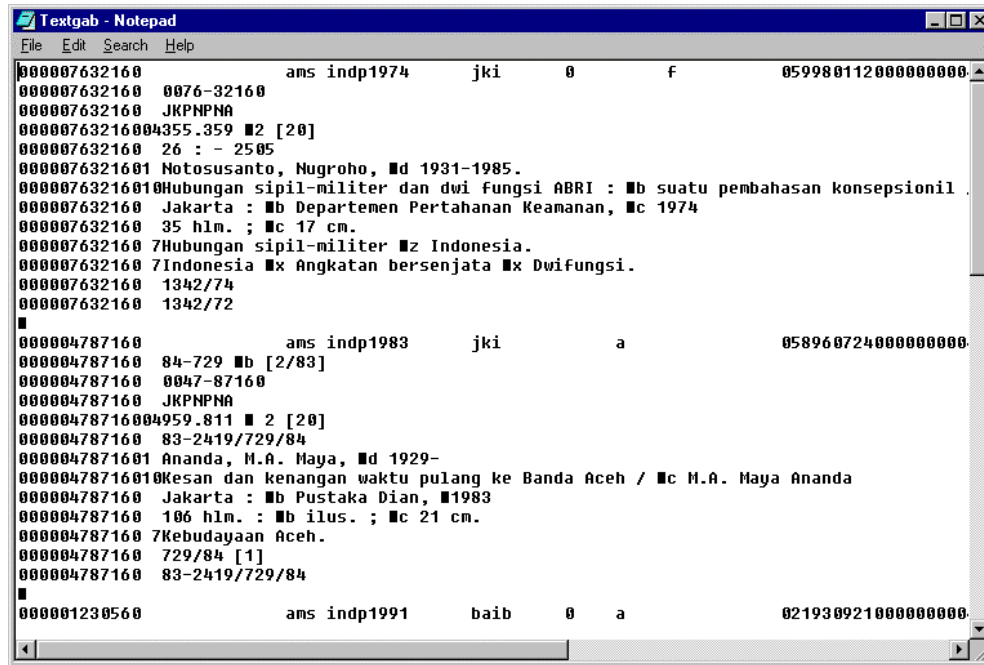 Textgab - Notepad
File Edit Search Help
000007632160 ams indp1974 jki 0 f 059980112000000000
000007632160 0076-32160
000007632160 JKPNPNA
00000763216004355.359 ■2 [20]
000007632160 26 : - 2505
00000763216​01 Notosusanto, Nugroho, ■d 1931-1985.
00000763216010Hubungan sipil-militer dan dwi fungsi ABRI : ■b suatu pembahasan konsepsionil
000007632160 Jakarta : ■b Departemen Pertahanan Keamanan, ■c 1974
000007632160 35 hlm. ; ■c 17 cm.
000007632160 7Hubungan sipil-militer ■z Indonesia.
000007632160 7Indonesia ■x Angkatan bersenjata ■x Dwifungsi.
000007632160 1342/74
000007632160 1342/72
■
000004787160 ams indp1983 jki a 058960724000000000
000004787160 84-729 ■b [2/83]
000004787160 0047-87160
000004787160 JKPNPNA
00000478716004959.811 ■ 2 [20]
000004787160 83-2419/729/84
0000047871601 Ananda, M.A. Maya, ■d 1929-
00000478716010Kesan dan kenangan waktu pulang ke Banda Aceh / ■c M.A. Maya Ananda
000004787160 Jakarta : ■b Pustaka Dian, ■1983
000004787160 106 hlm. : ■b ilus. ; ■c 21 cm.
000004787160 7Kebudayaan Aceh.
000004787160 729/84 [1]
000004787160 83-2419/729/84
■
000001230560 ams indp1991 baib 0 a 021930921000000000